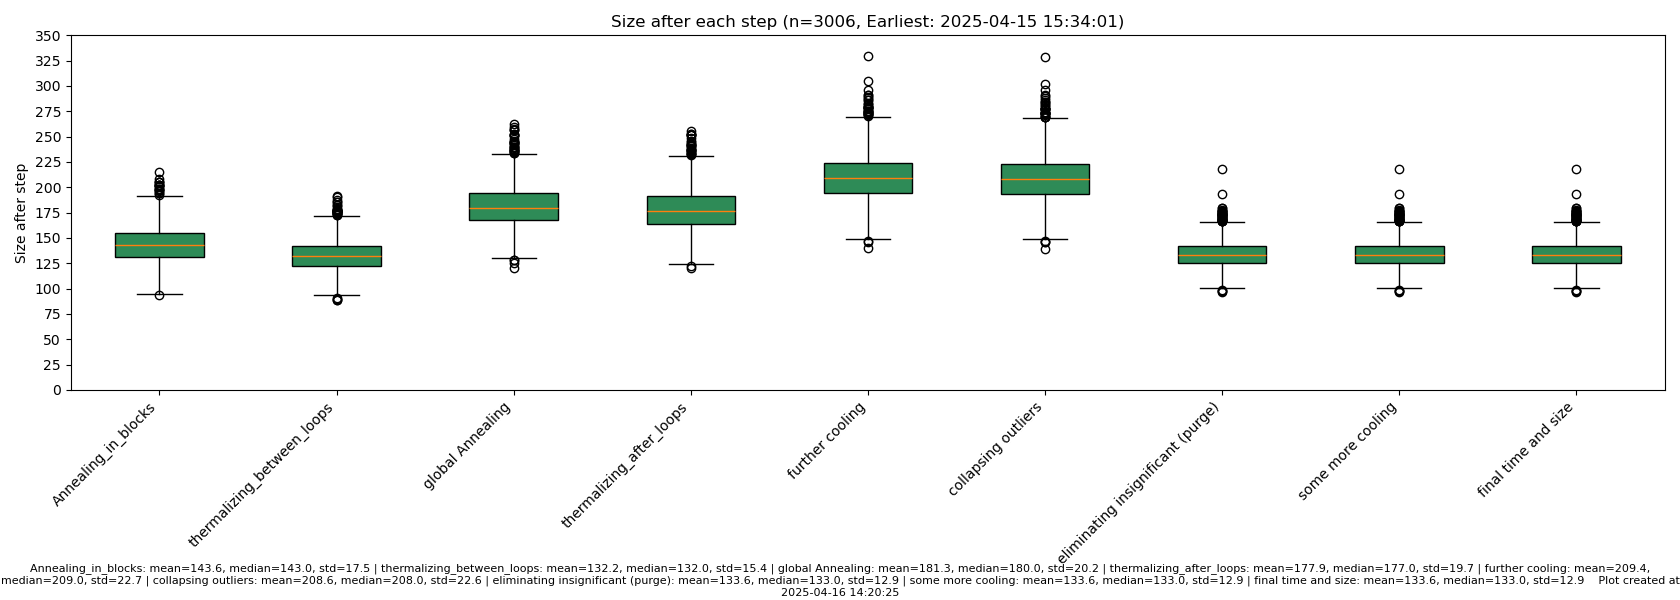 Size after each step (n=3006, Earliest: 2025-04-15 15:34:01)
350
325
300
275
250
225
200
175
150
125
100
75
50
25
0
Size after step
Annealing_in_blocks
thermalizing_between_loops
global Annealing
thermalizing_after_loops
further cooling
collapsing outliers
eliminating insignificant (purge)
some more cooling
final time and size
Annealing_in_blocks: mean=143.6, median=143.0, std=17.5 | thermalizing_between_loops: mean=132.2, median=132.0, std=15.4 | global Annealing: mean=181.3, median=180.0, std=20.2 | thermalizing_after_loops: mean=177.9, median=177.0, std=19.7 | further cooling: mean=209.4,
median=209.0, std=22.7 | collapsing outliers: mean=208.6, median=208.0, std=22.6 | eliminating insignificant (purge): mean=133.6, median=133.0, std=12.9 | some more cooling: mean=133.6, median=133.0, std=12.9 | final time and size: mean=133.6, median=133.0, std=12.9 Plot created at
2025-04-16 14:20:25